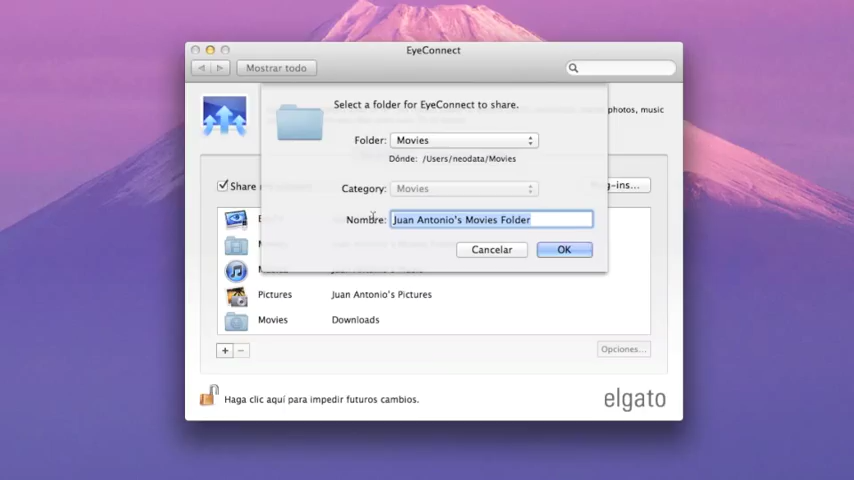 EyeConnect
Mostrar todo
Select a folder for EyeConnect to share.
photos, music
Folder: Movies
Dónde: /Users/neodata/Movies
Category: Movies
Share
Nombre: Juan Antonio's Movies Folder
Cancelar OK
Pictures Juan Antonio's Pictures
Movies Downloads
+ − Opciones...
Haga clic aquí para impedir futuros cambios.
elgato